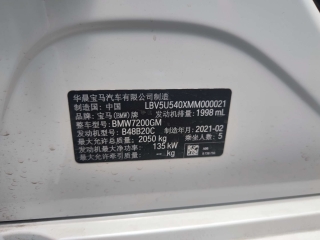 华晨宝马汽车有限公司制造
制造国：中国 LBV5U540XMM000021
品牌：宝马(BMW)牌 发动机排量：1998 mL
整车型号：BMW7200GM
发动机型号：B48B20C 制造年月：2021-02
最大允许总质量：2050 kg 乘坐人数：5
最大净功率：135 kW
最大允许牵引质量： -- kg